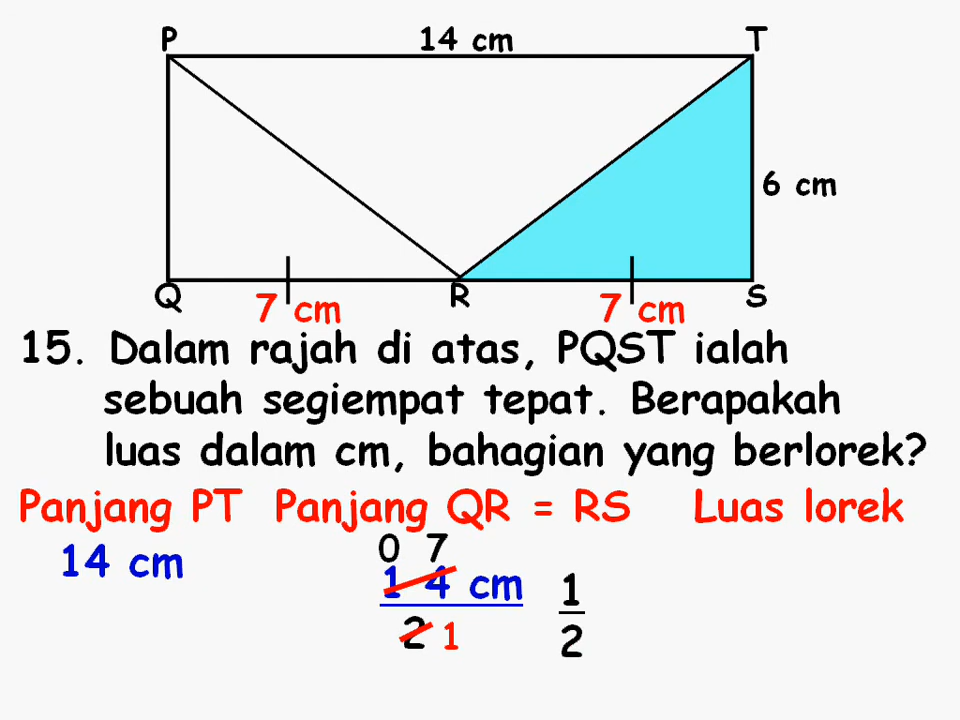 P 14 cm T
6 cm
Q 7 cm R 7 cm S
15. Dalam rajah di atas, PQST ialah
sebuah segiempat tepat. Berapakah
luas dalam cm, bahagian yang berlorek?
Panjang PT Panjang QR = RS Luas lorek
0 7
14 cm 1 4 cm 1
2 1 2